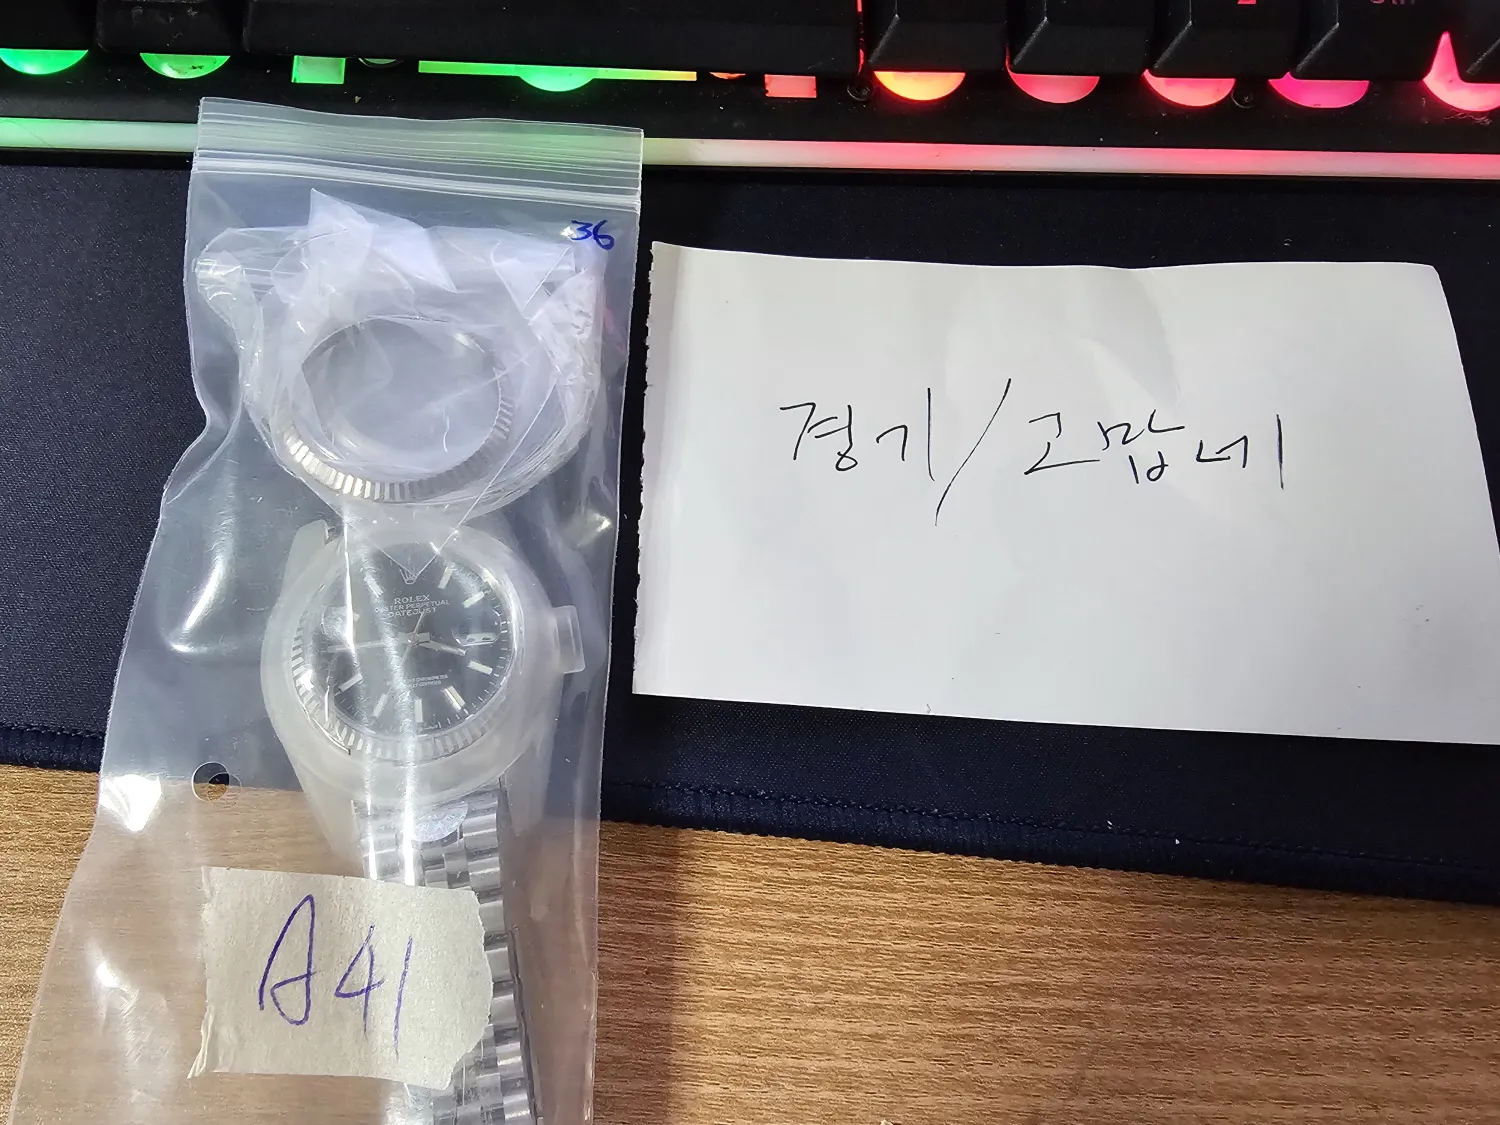 36
경기/고맙네
ROLEX
OYSTER PERPETUAL
DATEJUST
A41